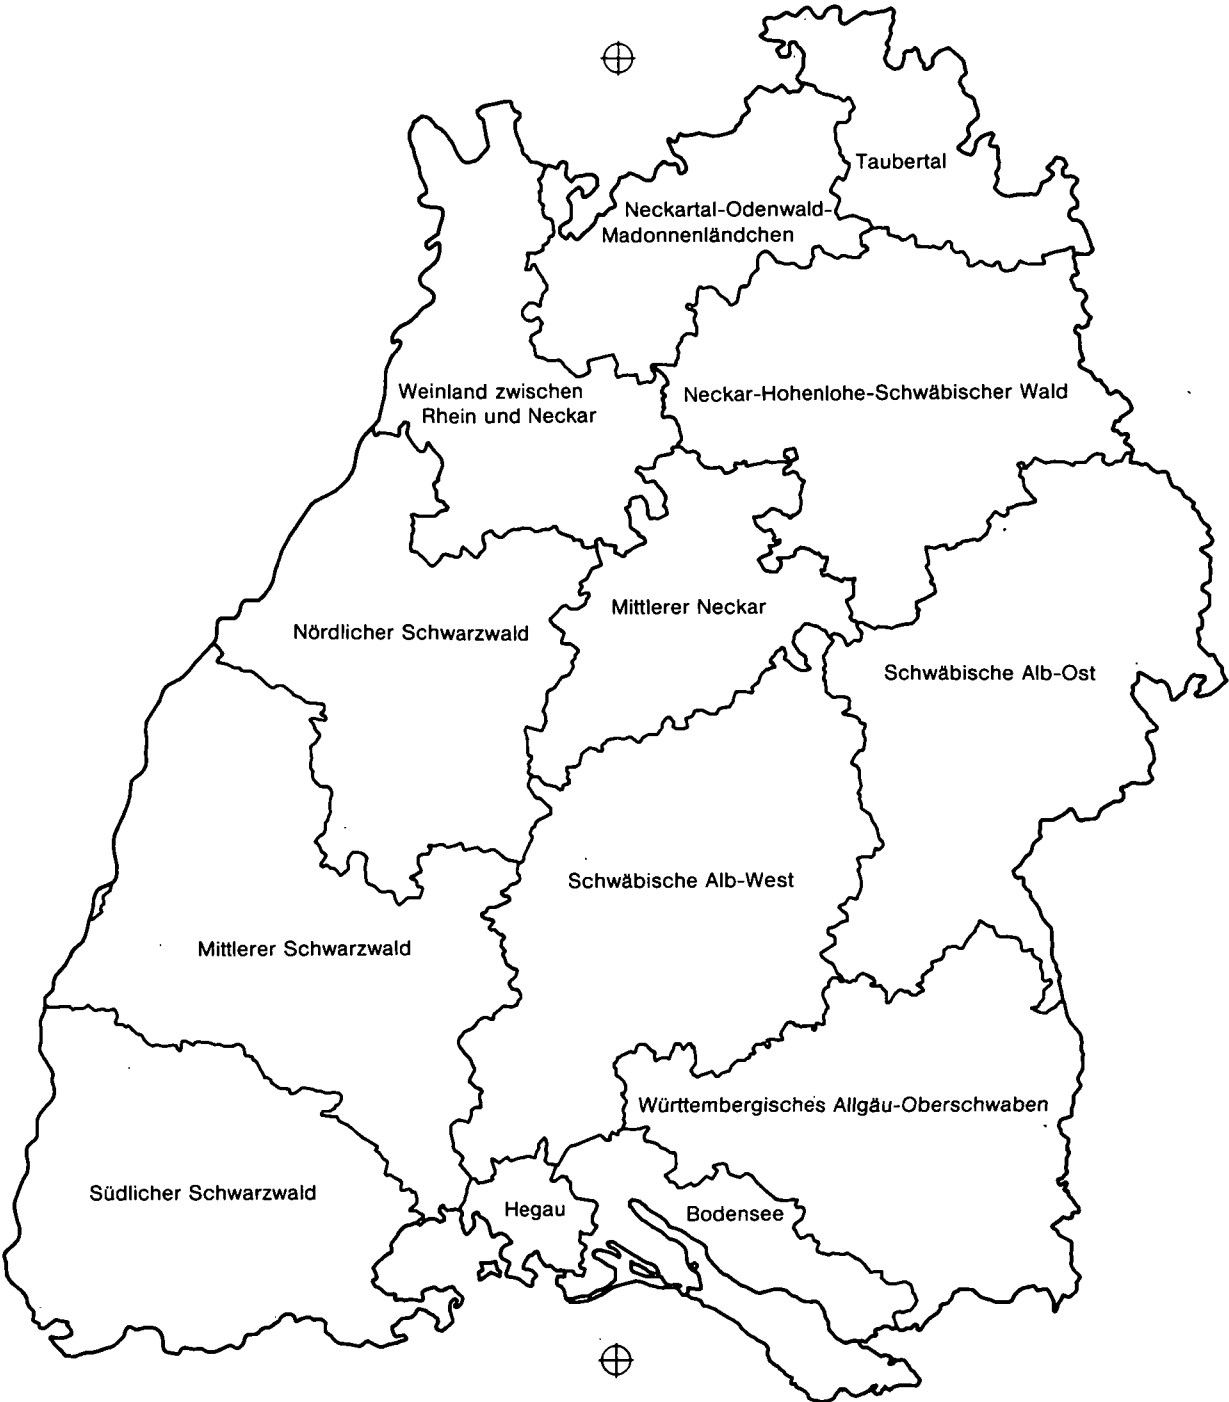 Taubertal
Neckartal-Odenwald-
Madonnenländchen
Weinland zwischen
Rhein und Neckar
Neckar-Hohenlohe-Schwäbischer Wald
Mittlerer Neckar
Nördlicher Schwarzwald
Schwäbische Alb-Ost
Schwäbische Alb-West
Mittlerer Schwarzwald
Württembergisches Allgäu-Oberschwaben
Südlicher Schwarzwald
Hegau
Bodensee